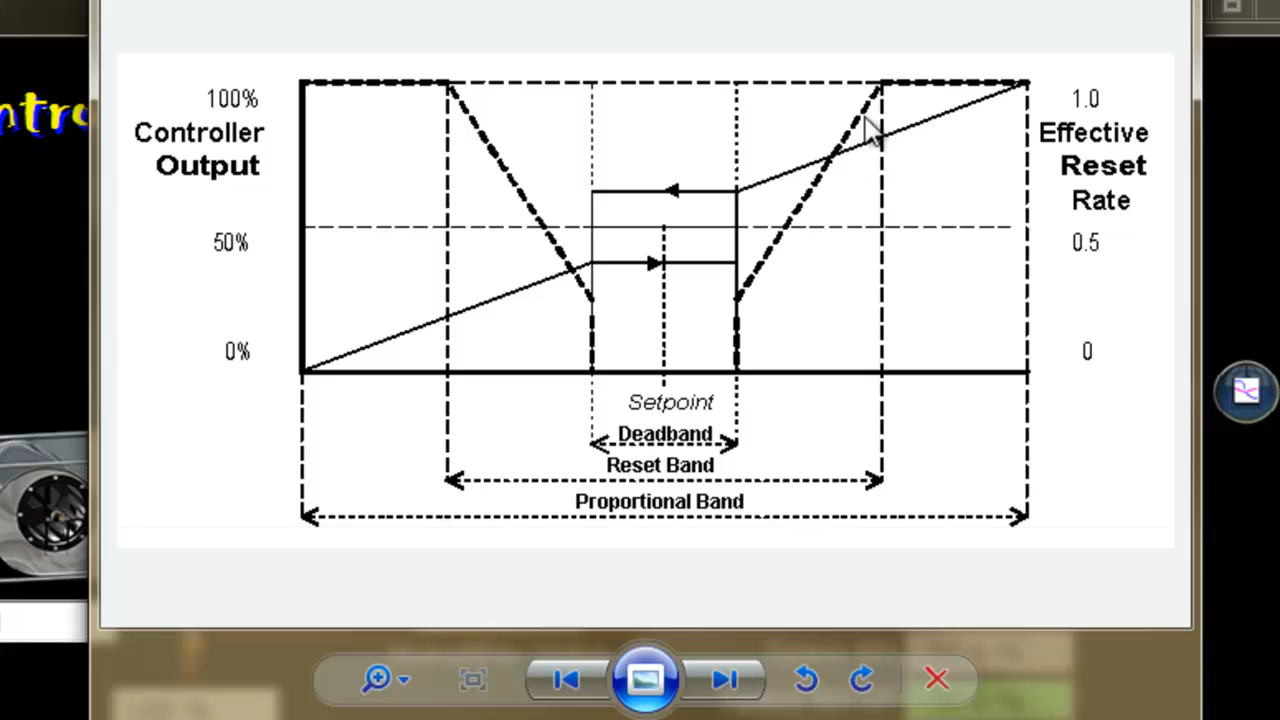 ntro
100%
Controller
Output
50%
0%
1.0
Effective
Reset
Rate
0.5
0
Setpoint
Deadband
Reset Band
Proportional Band